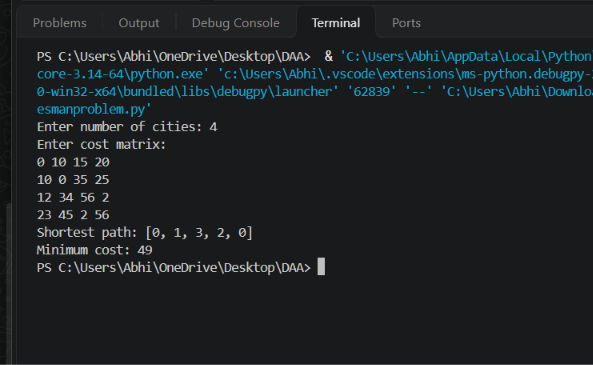 Problems Output Debug Console Terminal Ports
PS C:\Users\Abhi\OneDrive\Desktop\DAA> & 'C:\Users\Abhi\AppData\Local\Python
core-3.14-64\python.exe' 'c:\Users\Abhi\.vscode\extensions\ms-python.debugpy-
0-win32-x64\bundled\libs\debugpy\launcher' '62839' '--' 'C:\Users\Abhi\Downlo
esmanproblem.py'
Enter number of cities: 4
Enter cost matrix:
0 10 15 20
10 0 35 25
12 34 56 2
23 45 2 56
Shortest path: [0, 1, 3, 2, 0]
Minimum cost: 49
PS C:\Users\Abhi\OneDrive\Desktop\DAA>